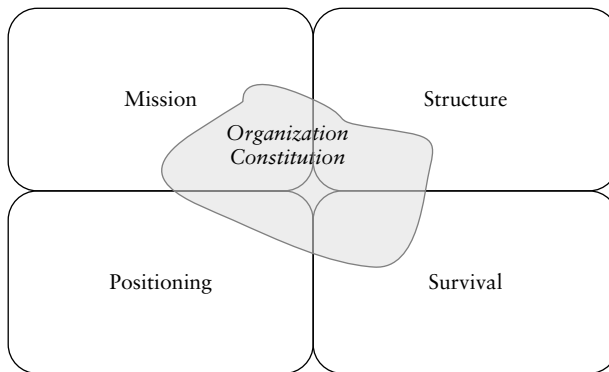 Mission
Structure
Organization
Constitution
Positioning
Survival